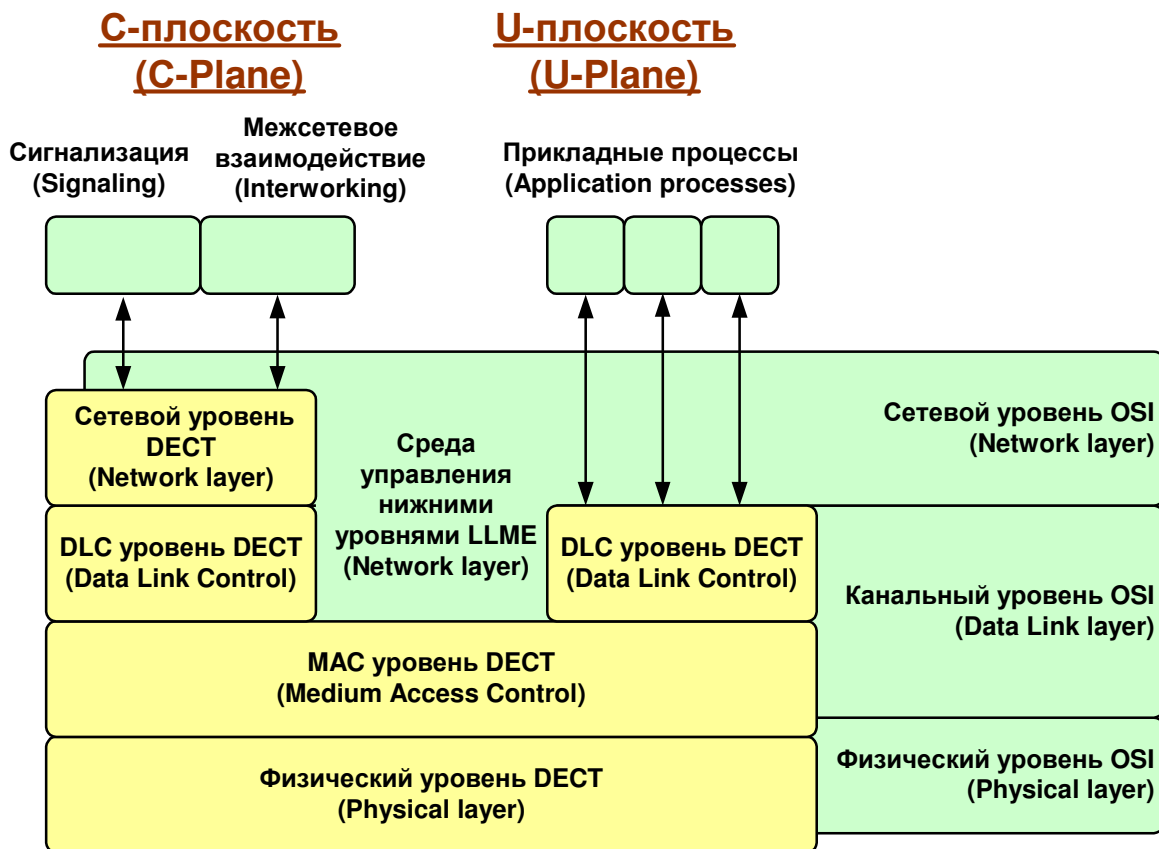 С-плоскость
(C-Plane)
U-плоскость
(U-Plane)
Сигнализация
(Signaling)
Межсетевое
взаимодействие
(Interworking)
Прикладные процессы
(Application processes)
Сетевой уровень
DECT
(Network layer)
Среда
управления
нижними
уровнями LLME
(Network layer)
Сетевой уровень OSI
(Network layer)
DLC уровень DECT
(Data Link Control)
DLC уровень DECT
(Data Link Control)
Канальный уровень OSI
(Data Link layer)
MAC уровень DECT
(Medium Access Control)
Физический уровень DECT
(Physical layer)
Физический уровень OSI
(Physical layer)